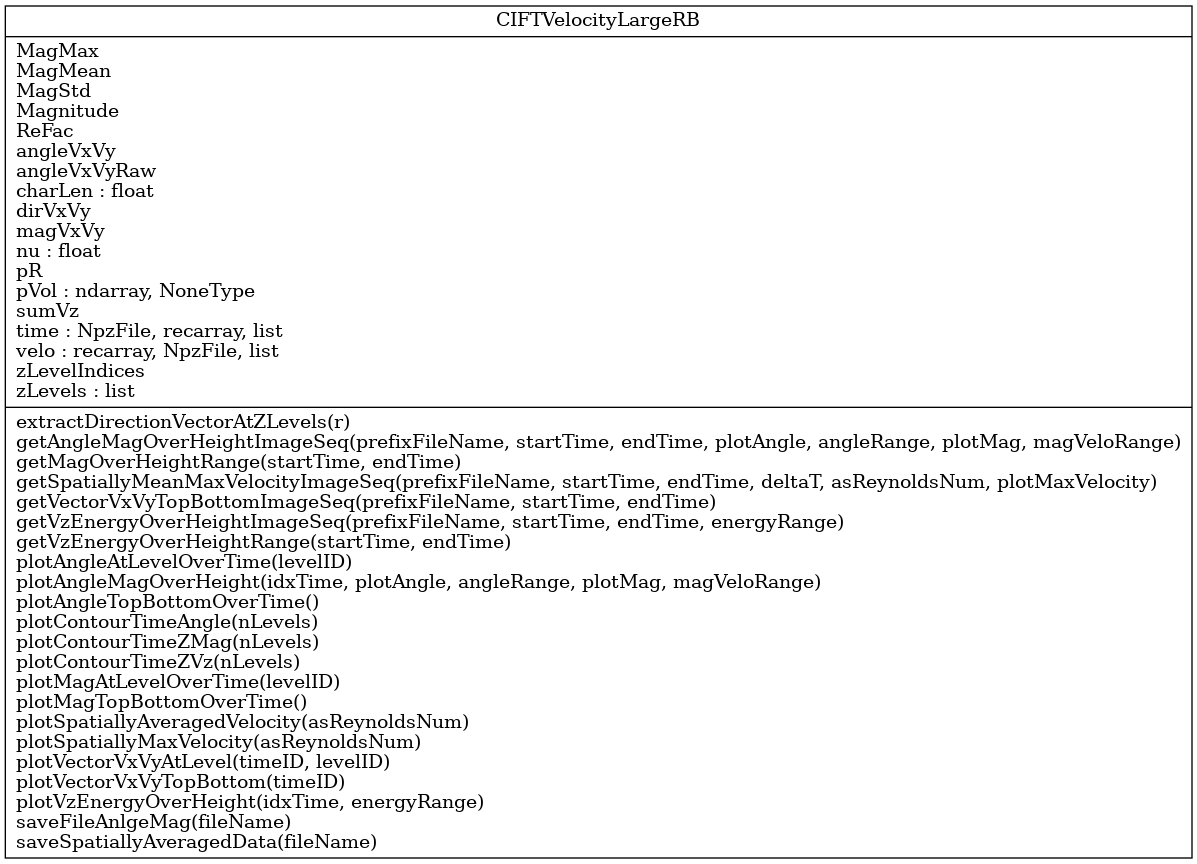 CIFTVelocityLargeRB
MagMax
MagMean
MagStd
Magnitude
ReFac
angleVxVy
angleVxVyRaw
charLen : float
dirVxVy
magVxVy
nu : float
pR
pVol : ndarray, NoneType
sumVz
time : NpzFile, recarray, list
velo : recarray, NpzFile, list
zLevelIndices
zLevels : list
extractDirectionVectorAtZLevels(r)
getAngleMagOverHeightImageSeq(prefixFileName, startTime, endTime, plotAngle, angleRange, plotMag, magVeloRange)
getMagOverHeightRange(startTime, endTime)
getSpatiallyMeanMaxVelocityImageSeq(prefixFileName, startTime, endTime, deltaT, asReynoldsNum, plotMaxVelocity)
getVectorVxVyTopBottomImageSeq(prefixFileName, startTime, endTime)
getVzEnergyOverHeightImageSeq(prefixFileName, startTime, endTime, energyRange)
getVzEnergyOverHeightRange(startTime, endTime)
plotAngleAtLevelOverTime(levelID)
plotAngleMagOverHeight(idxTime, plotAngle, angleRange, plotMag, magVeloRange)
plotAngleTopBottomOverTime()
plotContourTimeAngle(nLevels)
plotContourTimeZMag(nLevels)
plotContourTimeZVz(nLevels)
plotMagAtLevelOverTime(levelID)
plotMagTopBottomOverTime()
plotSpatiallyAveragedVelocity(asReynoldsNum)
plotSpatiallyMaxVelocity(asReynoldsNum)
plotVectorVxVyAtLevel(timeID, levelID)
plotVectorVxVyTopBottom(timeID)
plotVzEnergyOverHeight(idxTime, energyRange)
saveFileAnlgeMag(fileName)
saveSpatiallyAveragedData(fileName)